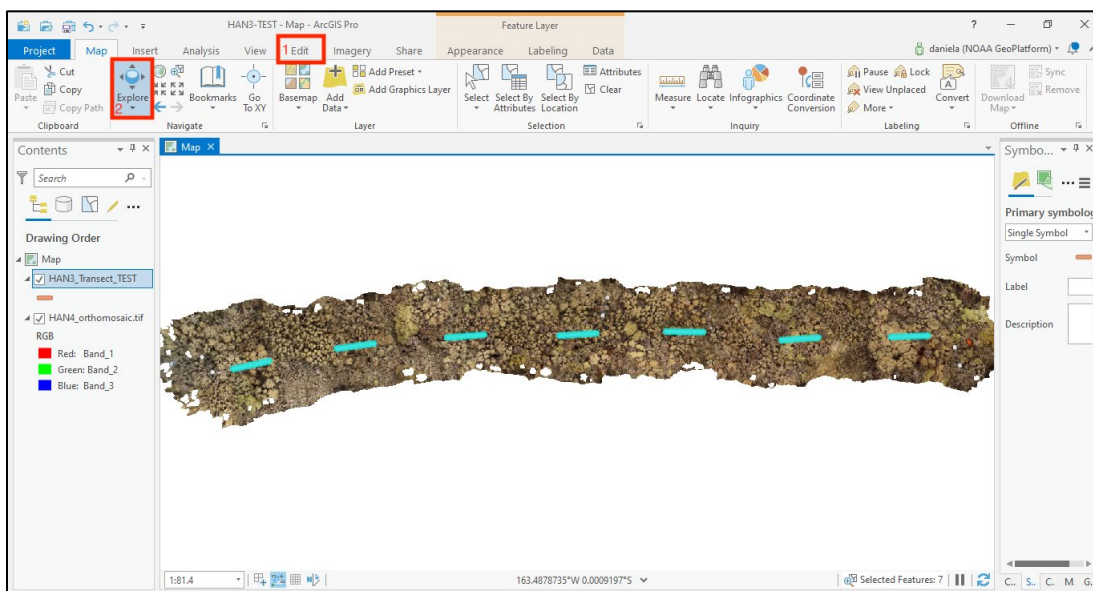 HAN3-TEST - Map - ArcGIS Pro
Feature Layer
?
Project Map Insert Analysis View 1 Edit Imagery Share Appearance Labeling Data
daniela (NOAA GeoPlatform)
Paste
Cut
Copy
Copy Path
Clipboard
Explore
2
Bookmarks
Go To XY
Navigate
Basemap
Add Data
Add Preset
Add Graphics Layer
Layer
Select
Select By Attributes
Select By Location
Attributes
Clear
Selection
Measure
Locate
Infographics
Coordinate Conversion
Inquiry
Pause
Lock
View Unplaced
More
Convert
Labeling
Download Map
Sync
Remove
Offline
Contents
Search
Drawing Order
Map
HAN3_Transect_TEST
HAN4_orthomosaic.tif
RGB
Red: Band_1
Green: Band_2
Blue: Band_3
Map
1:81.4
163.4878735°W 0.0009197°S
Selected Features: 7
Symbo...
Primary symbolog
Single Symbol
Symbol
Label
Description
C... S... C. M G.